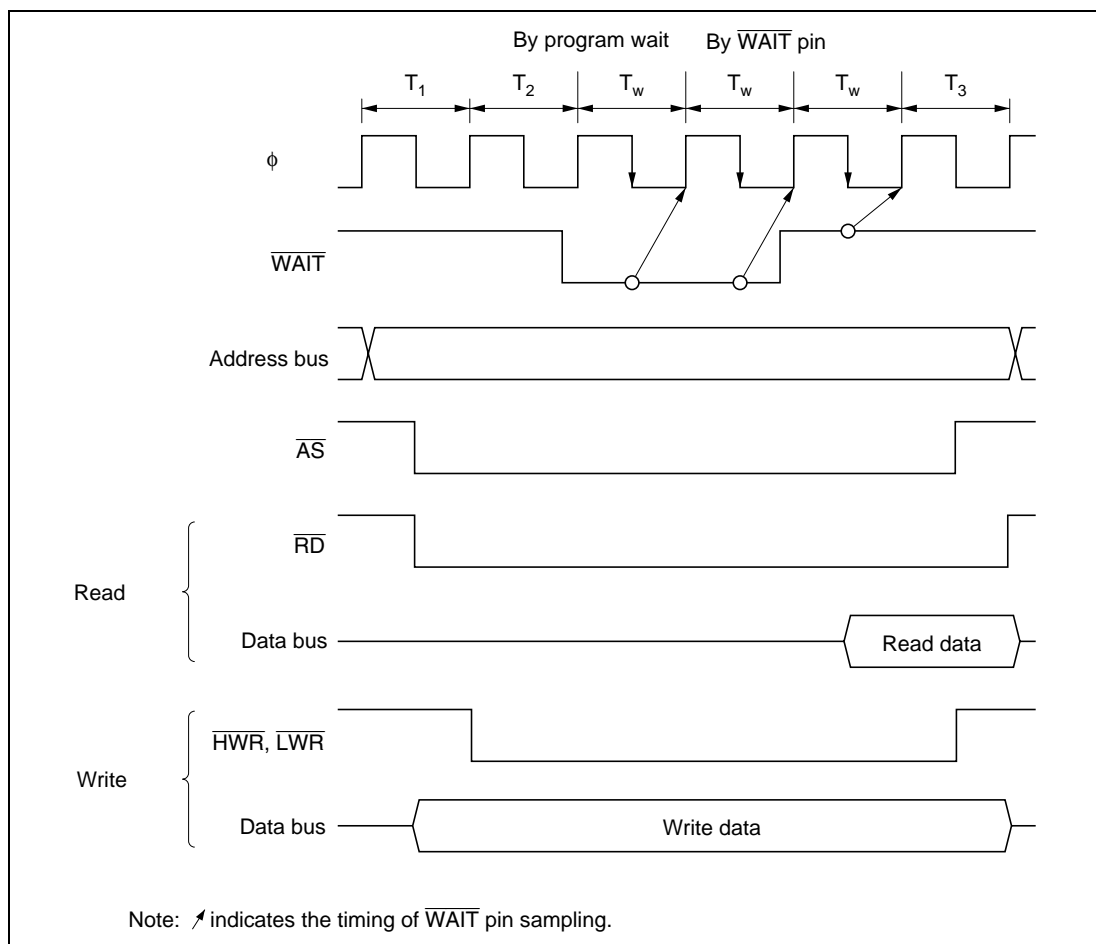 By program wait By WAIT pin
T1 T2 Tw Tw Tw T3
ϕ
WAIT
Address bus
AS
RD
Read
Data bus Read data
HWR, LWR
Write
Data bus Write data
Note: indicates the timing of WAIT pin sampling.